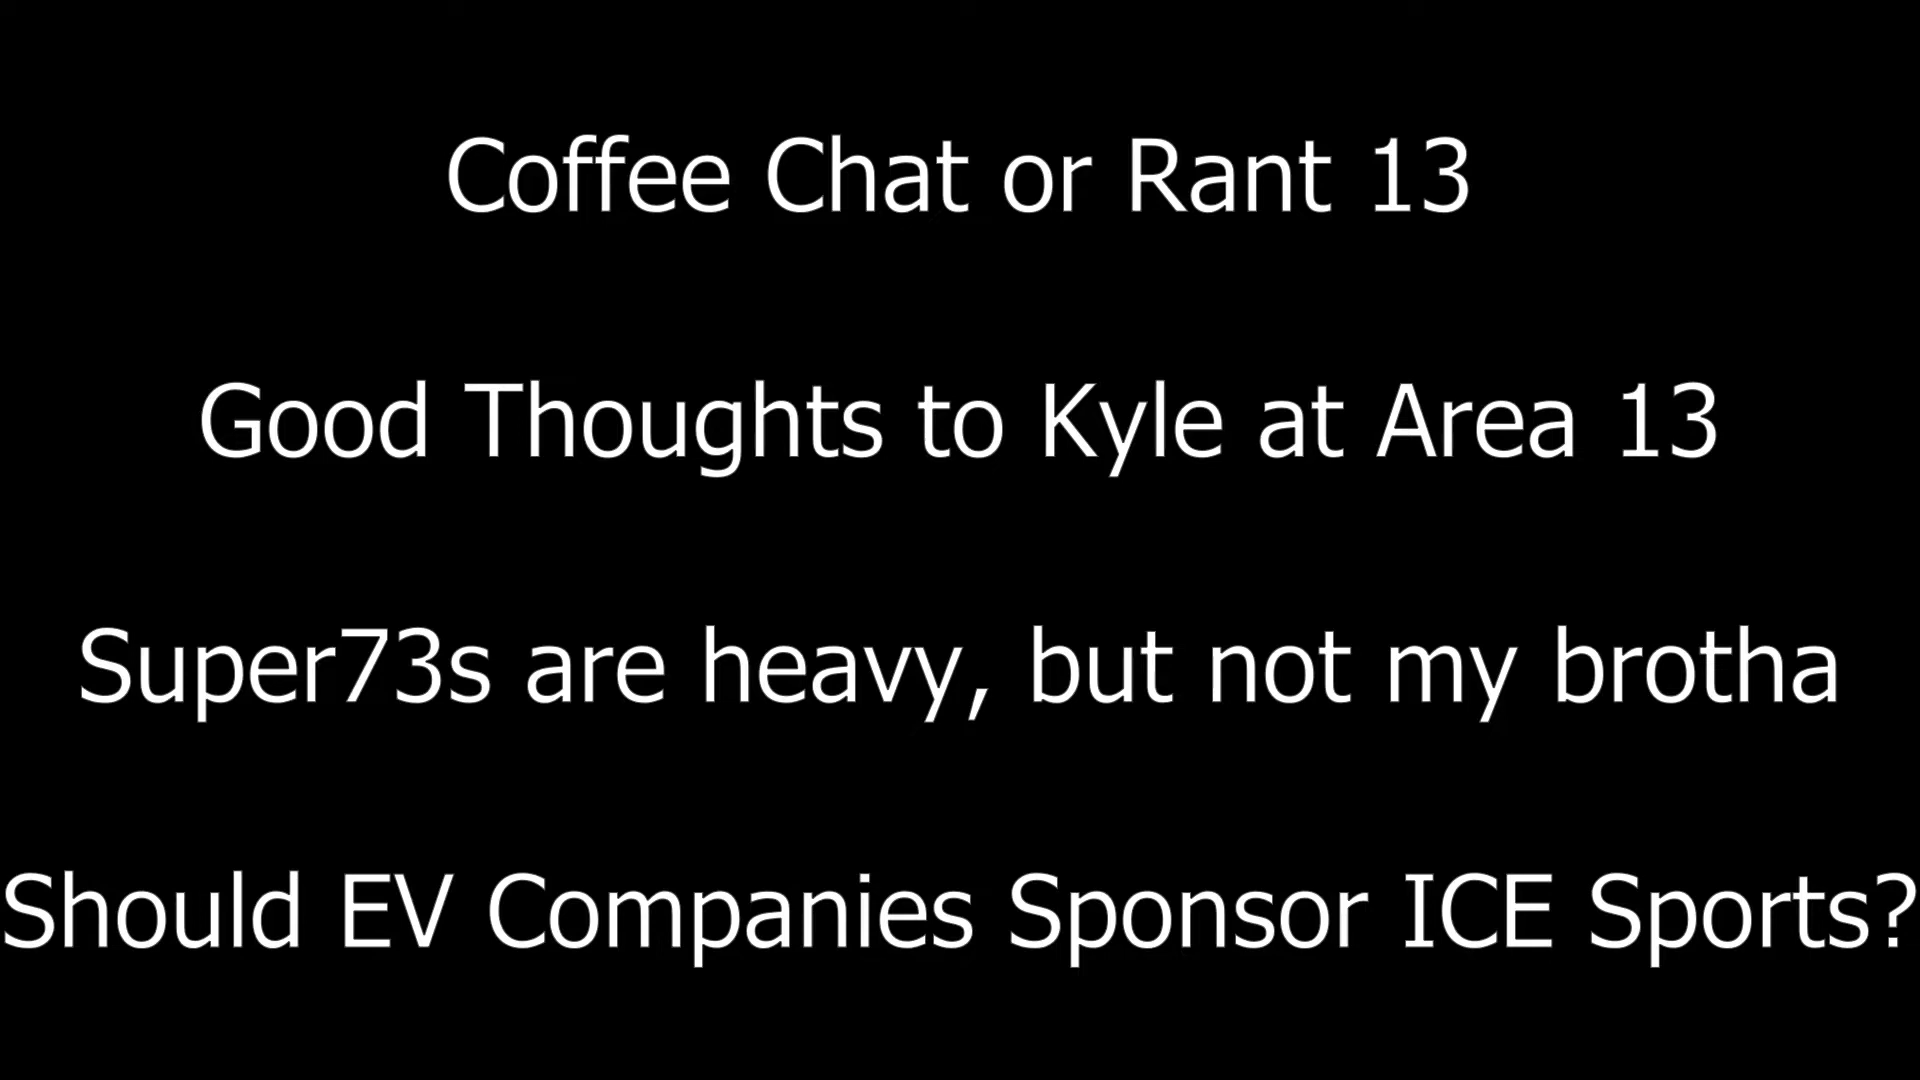 Coffee Chat or Rant 13
Good Thoughts to Kyle at Area 13
Super73s are heavy, but not my brotha
Should EV Companies Sponsor ICE Sports?